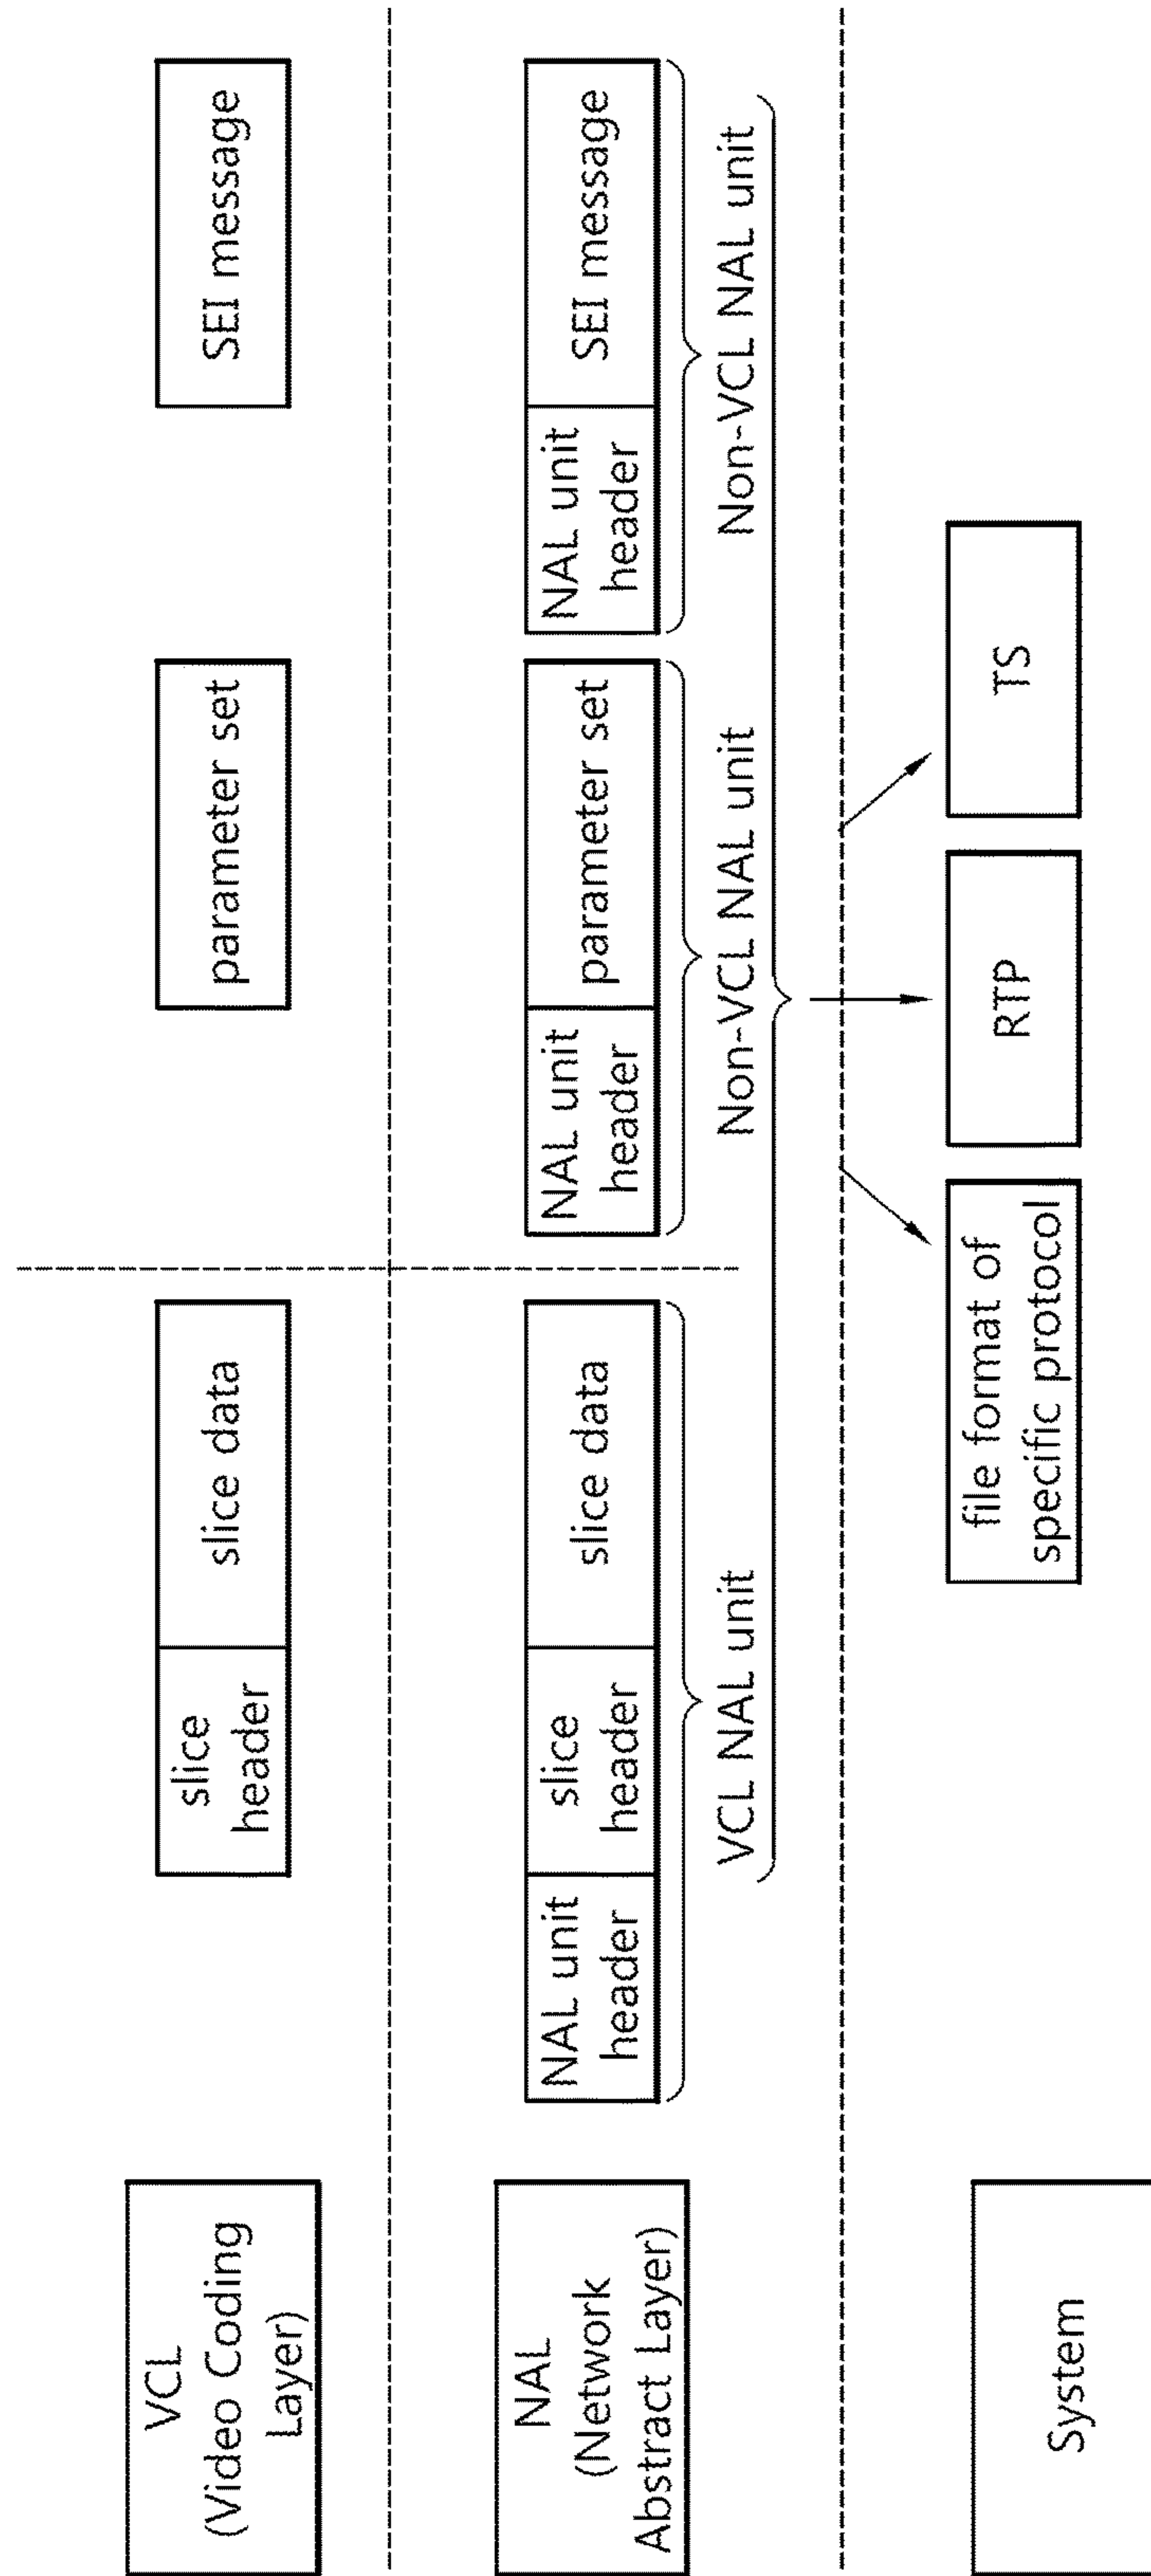 VCL
(Video Coding
Layer)
slice
header
slice data
parameter set
SEI message
NAL
(Network
Abstract Layer)
NAL unit
header
slice
header
slice data
NAL unit
header
parameter set
NAL unit
header
SEI message
VCL NAL unit
Non-VCL NAL unit
Non-VCL NAL unit
System
file format of
specific protocol
RTP
TS